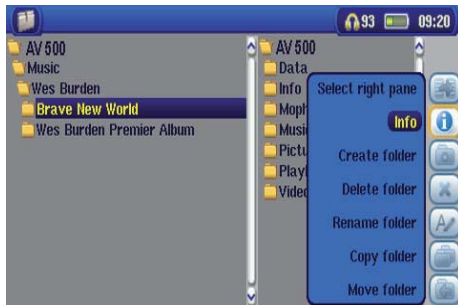 93 09:20
AV 500
Music
Wes Burden
Brave New World
Wes Burden Premier Album
AV 500
Data
Info
Moph
Musi
Pictu
Playl
Video
Select right pane
Info
Create folder
Delete folder
Rename folder
Copy folder
Move folder